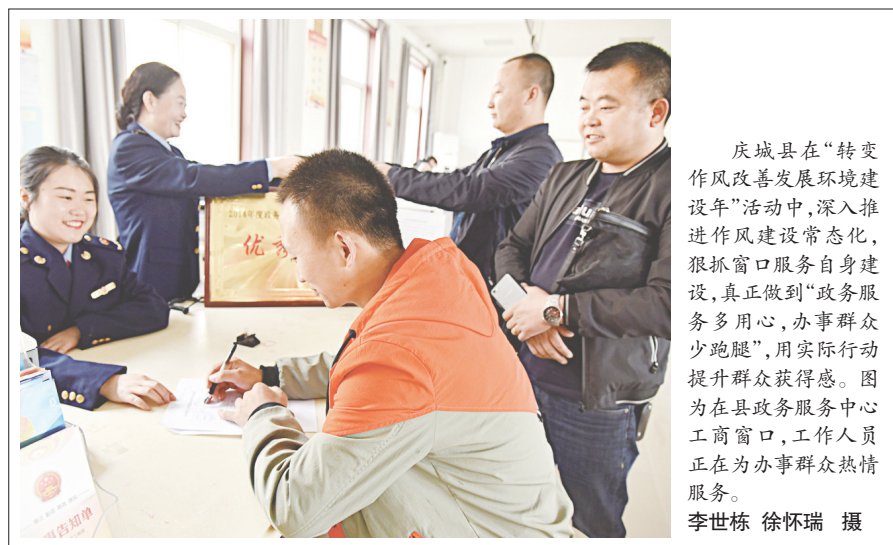 2014年度政务
优秀
告知单
庆城县在“转变
作风改善发展环境建
设年”活动中,深入推
进作风建设常态化,
狠抓窗口服务自身建
设,真正做到“政务服
务多用心,办事群众
少跑腿”,用实际行动
提升群众获得感。图
为在县政务服务中心
工商窗口,工作人员
正在为办事群众热情
服务。
李世栋 徐怀瑞 摄